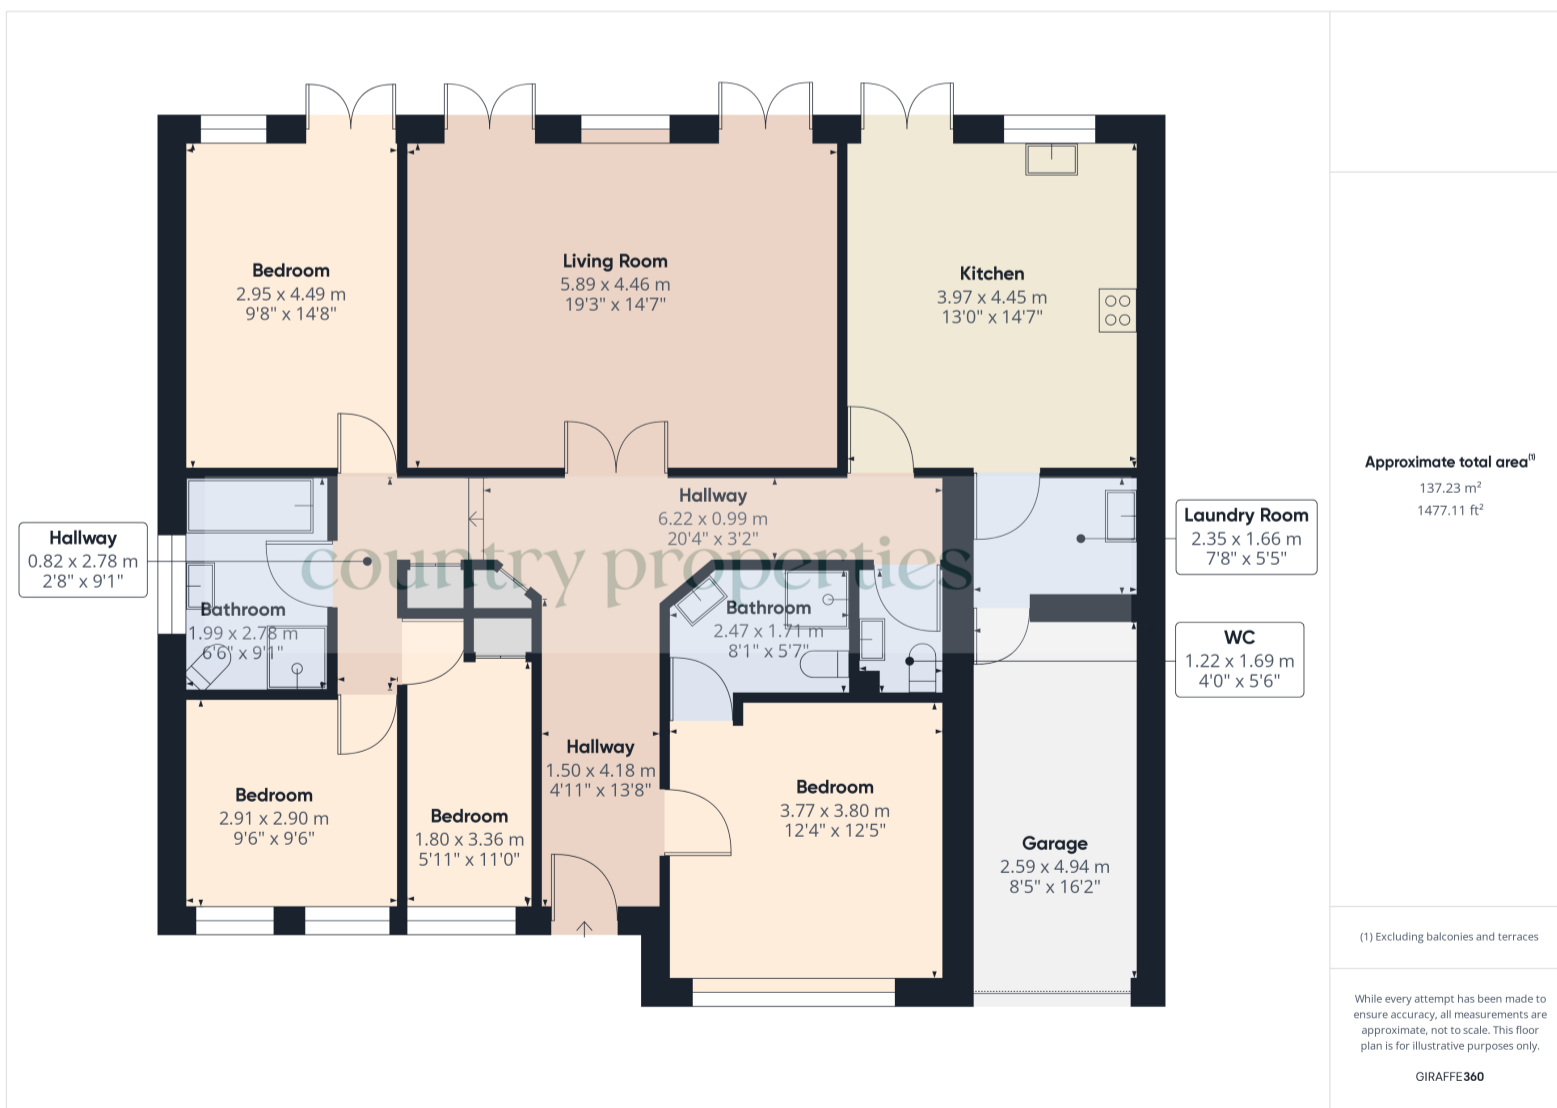 Bedroom
2.95 x 4.49 m
9'8" x 14'8"
Living Room
5.89 x 4.46 m
19'3" x 14'7"
Kitchen
3.97 x 4.45 m
13'0" x 14'7"
Hallway
0.82 x 2.78 m
2'8" x 9'1"
Hallway
6.22 x 0.99 m
20'4" x 3'2"
Laundry Room
2.35 x 1.66 m
7'8" x 5'5"
country properties
Bathroom
1.99 x 2.78 m
6'6" x 9'1"
Bathroom
2.47 x 1.71 m
8'1" x 5'7"
WC
1.22 x 1.69 m
4'0" x 5'6"
Bedroom
2.91 x 2.90 m
9'6" x 9'6"
Bedroom
1.80 x 3.36 m
5'11" x 11'0"
Hallway
1.50 x 4.18 m
4'11" x 13'8"
Bedroom
3.77 x 3.80 m
12'4" x 12'5"
Garage
2.59 x 4.94 m
8'5" x 16'2"
Approximate total area(1)
137.23 m²
1477.11 ft²
(1) Excluding balconies and terraces
While every attempt has been made to
ensure accuracy, all measurements are
approximate, not to scale. This floor
plan is for illustrative purposes only.
GIRAFFE360